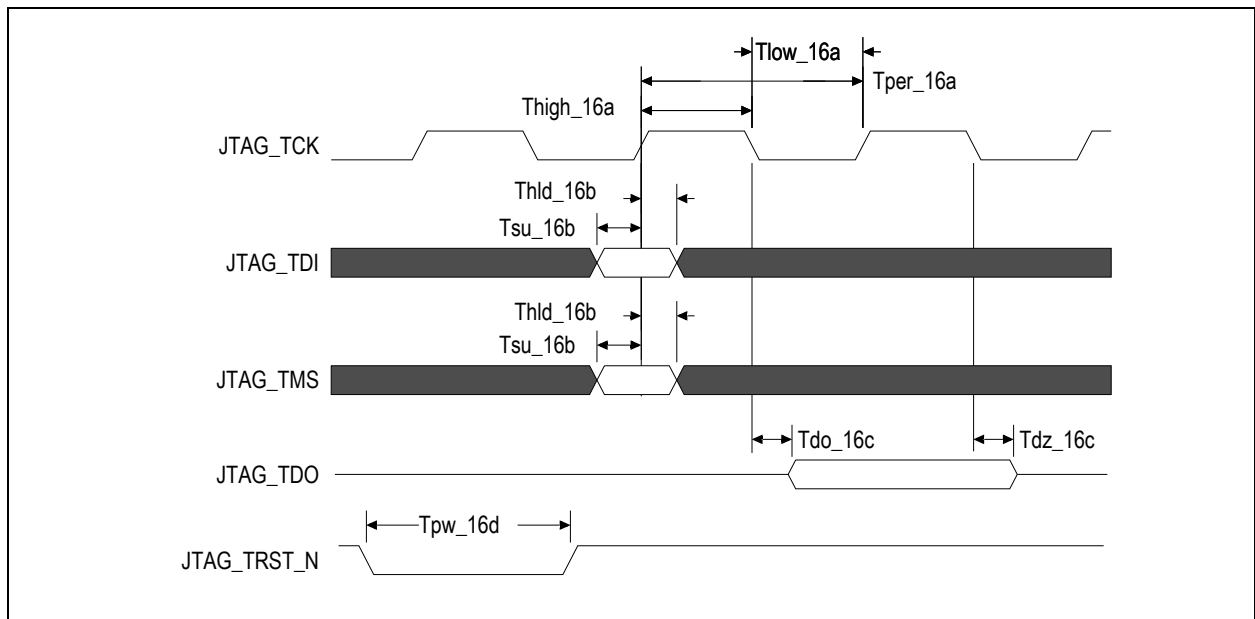 Tlow_16a
Tper_16a
Thigh_16a
JTAG_TCK
Thld_16b
Tsu_16b
JTAG_TDI
Thld_16b
Tsu_16b
JTAG_TMS
Tdo_16c
Tdz_16c
JTAG_TDO
Tpw_16d
JTAG_TRST_N